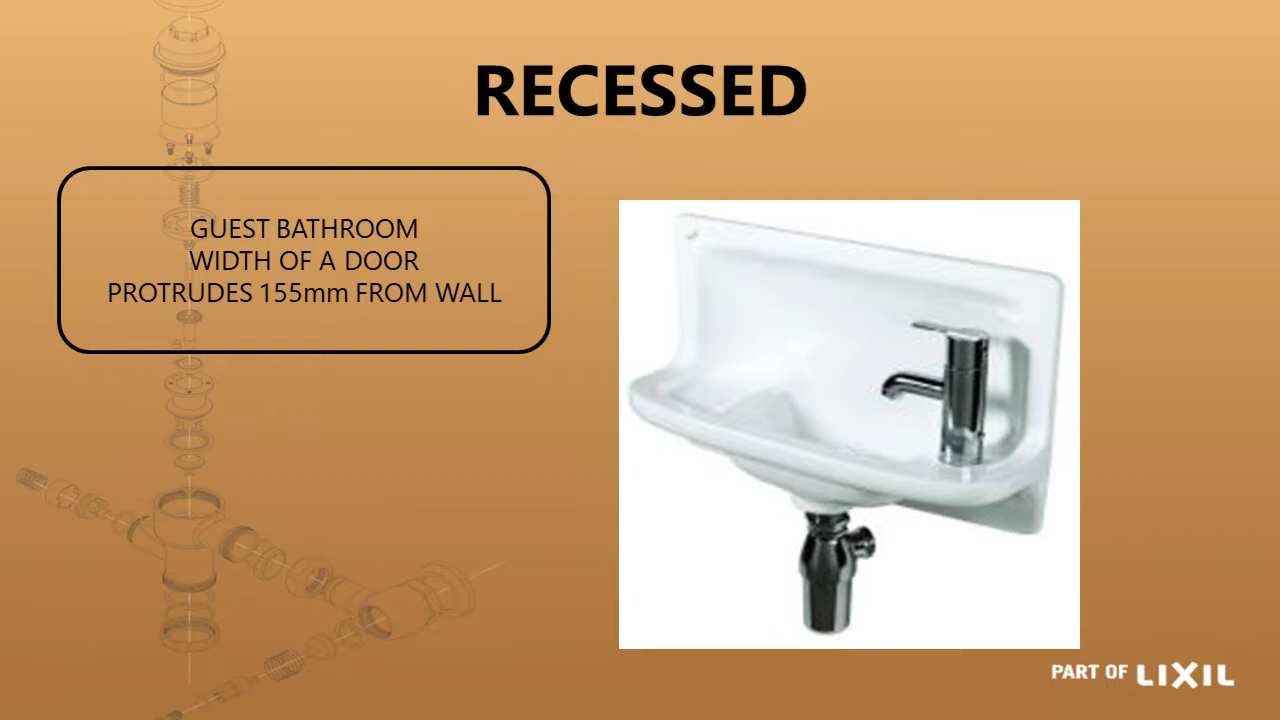 RECESSED
GUEST BATHROOM
WIDTH OF A DOOR
PROTRUDES 155mm FROM WALL
PART OF LIXIL